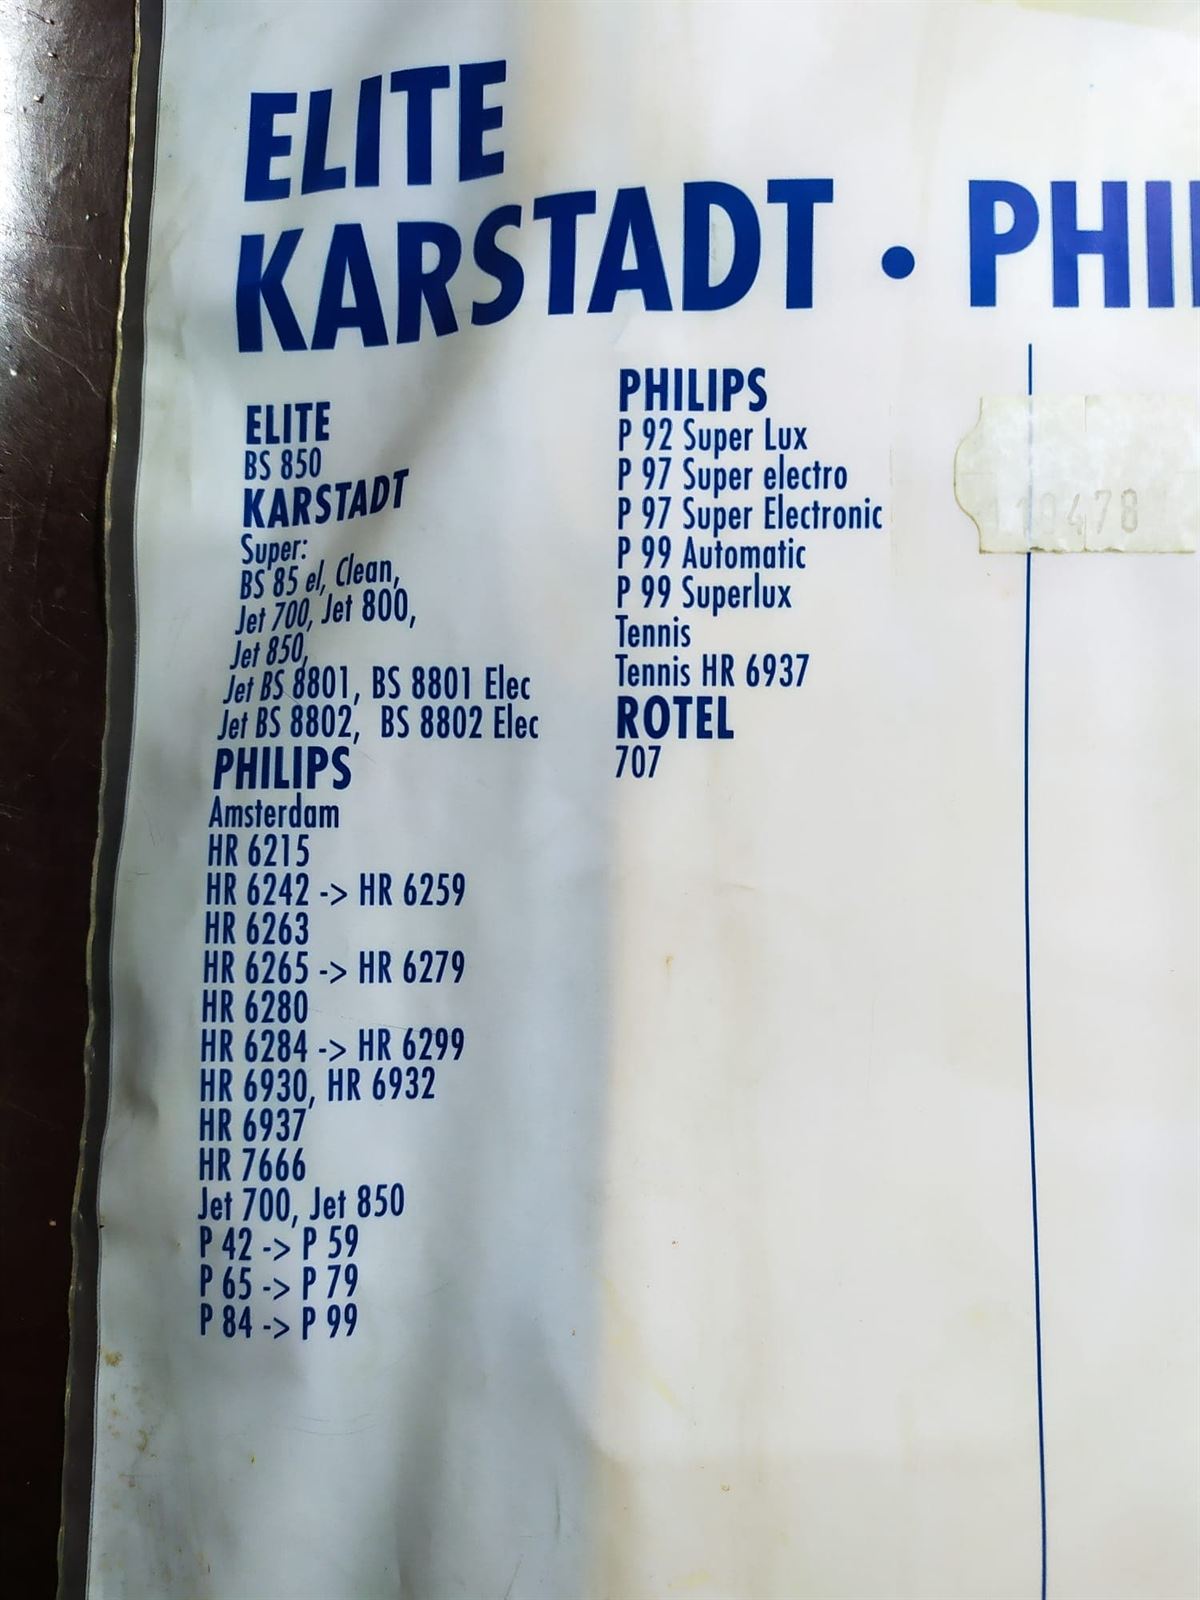 ELITE
KARSTADT • PHI
ELITE
BS 850
KARSTADT
Super:
BS 85 el, Clean,
Jet 700, Jet 800,
Jet 850,
Jet BS 8801, BS 8801 Elec
Jet BS 8802, BS 8802 Elec
PHILIPS
Amsterdam
HR 6215
HR 6242 -> HR 6259
HR 6263
HR 6265 -> HR 6279
HR 6280
HR 6284 -> HR 6299
HR 6930, HR 6932
HR 6937
HR 7666
Jet 700, Jet 850
P 42 -> P 59
P 65 -> P 79
P 84 -> P 99
PHILIPS
P 92 Super Lux
P 97 Super electro
P 97 Super Electronic
P 99 Automatic
P 99 Superlux
Tennis
Tennis HR 6937
ROTEL
707